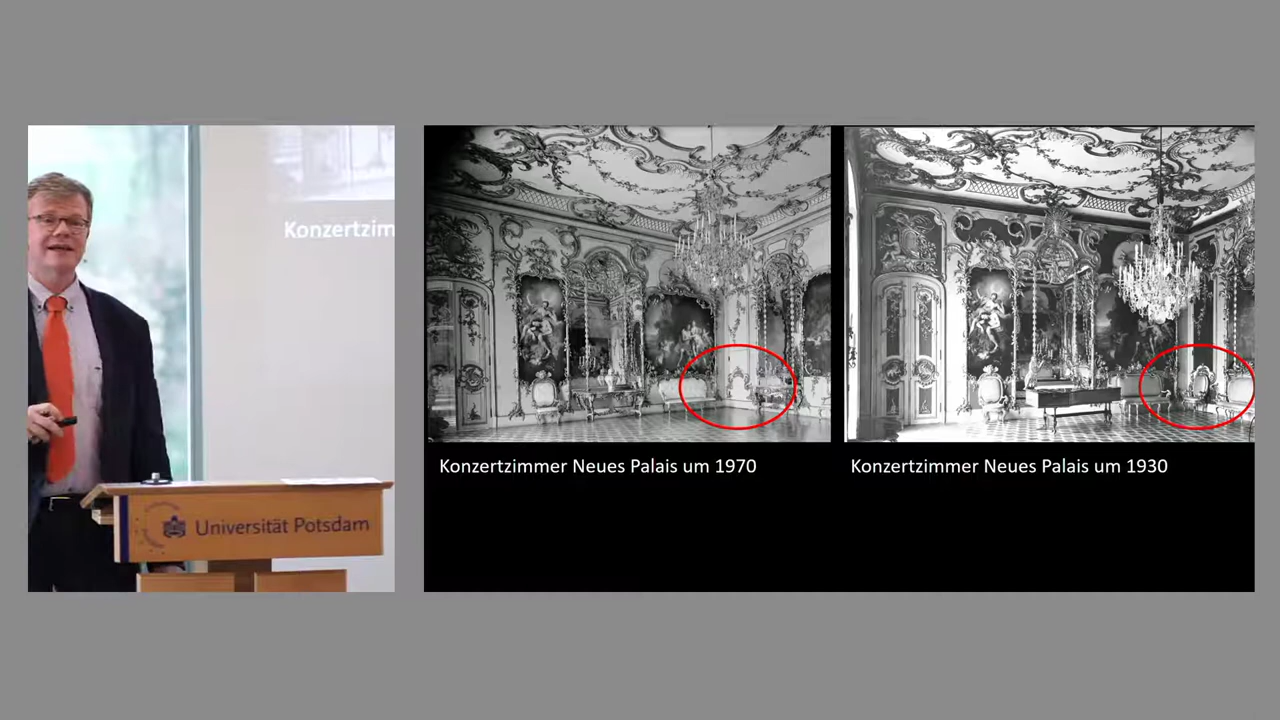 Konzertzim
Universität Potsdam
Konzertzimmer Neues Palais um 1970
Konzertzimmer Neues Palais um 1930